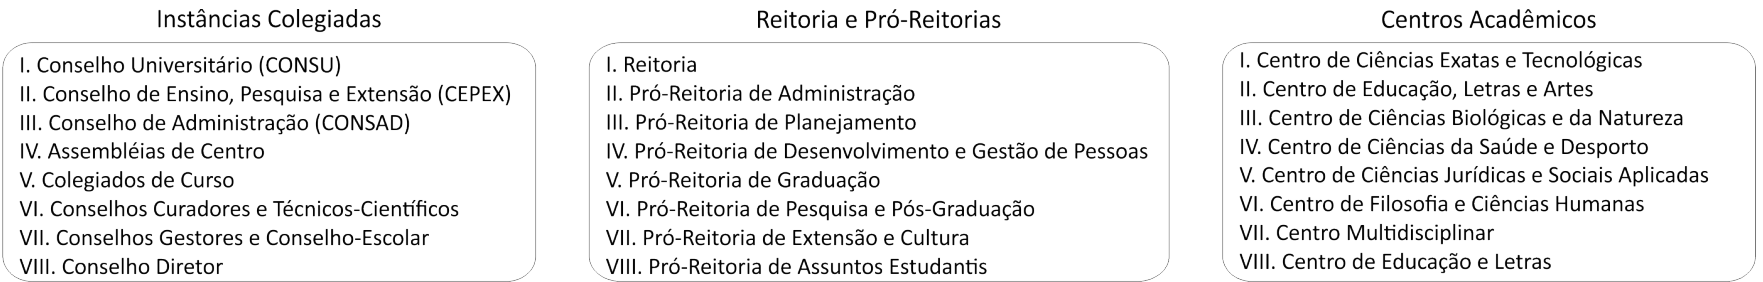 Instâncias Colegiadas
I. Conselho Universitário (CONSU)
II. Conselho de Ensino, Pesquisa e Extensão (CEPEX)
III. Conselho de Administração (CONSAD)
IV. Assembléias de Centro
V. Colegiados de Curso
VI. Conselhos Curadores e Técnicos-Científicos
VII. Conselhos Gestores e Conselho-Escolar
VIII. Conselho Diretor
Reitoria e Pró-Reitorias
I. Reitoria
II. Pró-Reitoria de Administração
III. Pró-Reitoria de Planejamento
IV. Pró-Reitoria de Desenvolvimento e Gestão de Pessoas
V. Pró-Reitoria de Graduação
VI. Pró-Reitoria de Pesquisa e Pós-Graduação
VII. Pró-Reitoria de Extensão e Cultura
VIII. Pró-Reitoria de Assuntos Estudantis
Centros Acadêmicos
I. Centro de Ciências Exatas e Tecnológicas
II. Centro de Educação, Letras e Artes
III. Centro de Ciências Biológicas e da Natureza
IV. Centro de Ciências da Saúde e Desporto
V. Centro de Ciências Jurídicas e Sociais Aplicadas
VI. Centro de Filosofia e Ciências Humanas
VII. Centro Multidisciplinar
VIII. Centro de Educação e Letras